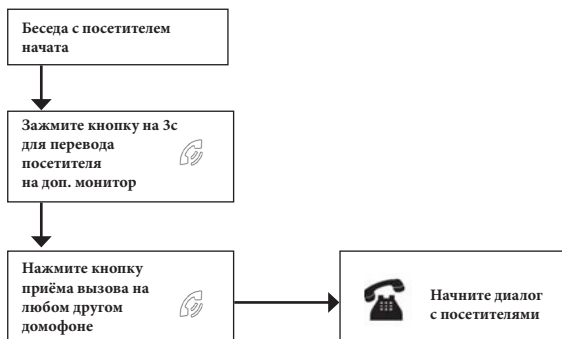 Беседа с посетителем
начата
Зажмите кнопку на 3с
для перевода
посетителя
на доп. монитор
Нажмите кнопку
приёма вызова на
любом другом
домофоне
Начните диалог
с посетителями